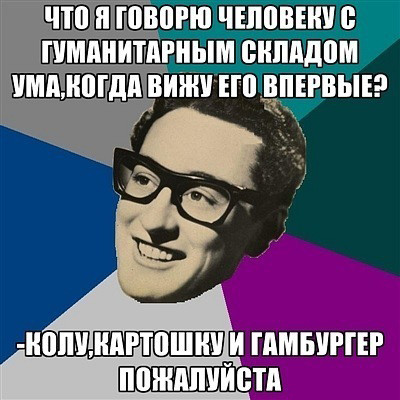 ЧТО Я ГОВОРЮ ЧЕЛОВЕКУ С
ГУМАНИТАРНЫМ СКЛАДОМ
УМА,КОГДА ВИЖУ ЕГО ВПЕРВЫЕ?
-КОЛУ,КАРТОШКУ И ГАМБУРГЕР
ПОЖАЛУЙСТА